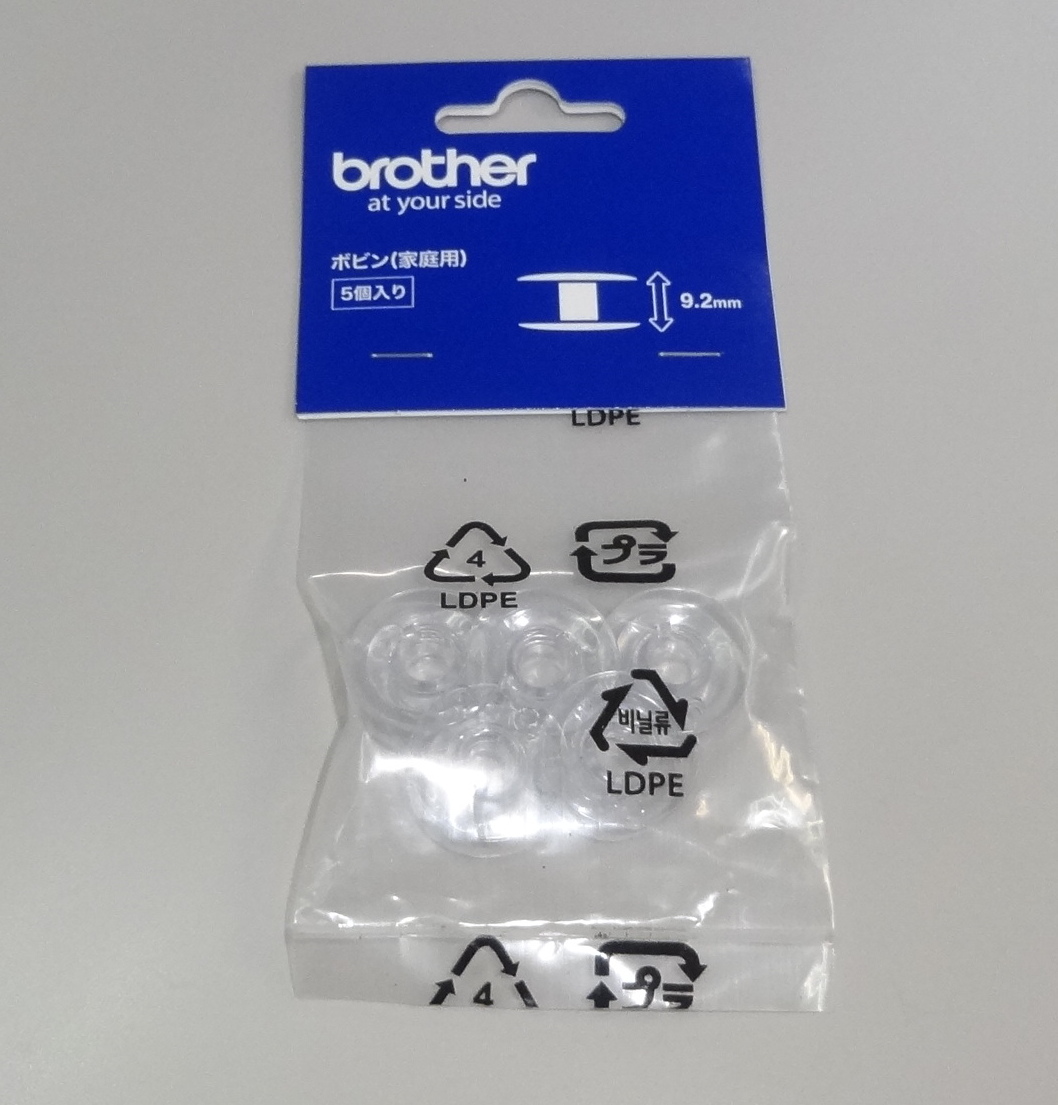 brother
at your side
ボビン(家庭用)
5個入り
9.2mm
LDPE
4
プラ
LDPE
비닐류
LDPE
4
プラ